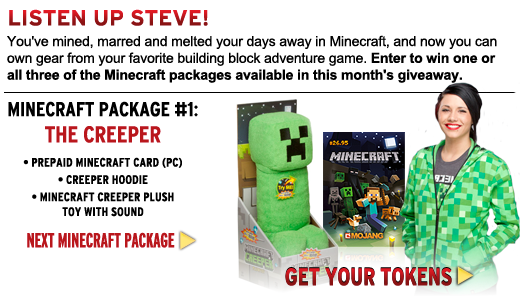 LISTEN UP STEVE!
You've mined, marred and melted your days away in Minecraft, and now you can
own gear from your favorite building block adventure game. Enter to win one or
all three of the Minecraft packages available in this month's giveaway.
MINECRAFT PACKAGE #1:
THE CREEPER
• PREPAID MINECRAFT CARD (PC)
• CREEPER HOODIE
• MINECRAFT CREEPER PLUSH
TOY WITH SOUND
NEXT MINECRAFT PACKAGE
Try Me!
$26.95
MINECRAFT
MOJANG
CREEPER
GET YOUR TOKENS